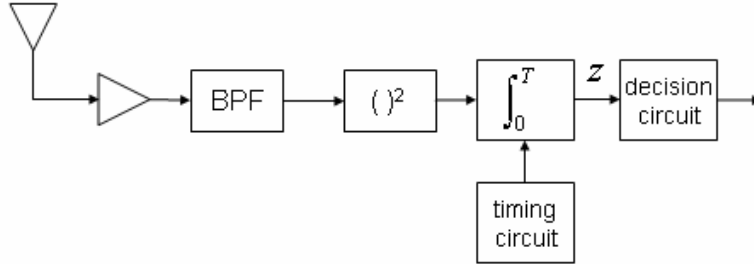 BPF
( )²
∫₀ᵀ
z
decision
circuit
timing
circuit